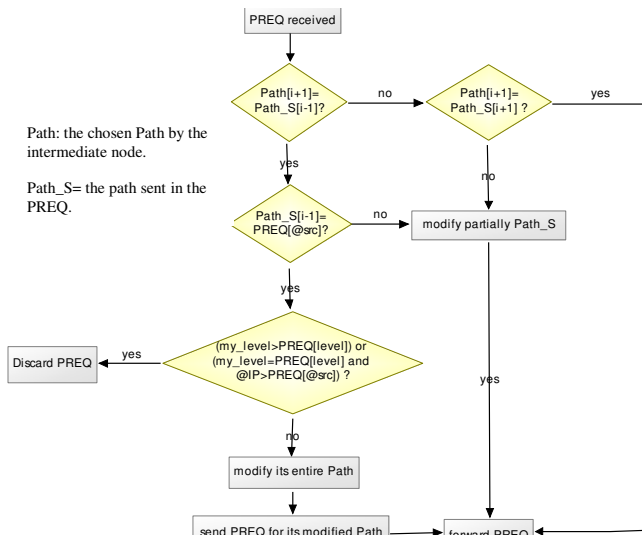 PREQ received
Path[i+1]=
Path_S[i-1]?
no
Path[i+1]=
Path_S[i+1] ?
yes
Path: the chosen Path by the
intermediate node.
Path_S= the path sent in the
PREQ.
yes
no
Path_S[i-1]=
PREQ[@src]?
no
modify partially Path_S
yes
(my_level>PREQ[level]) or
(my_level=PREQ[level] and
@IP>PREQ[@src]) ?
yes
Discard PREQ
yes
no
modify its entire Path
send PREQ for its modified Path
forward PREQ